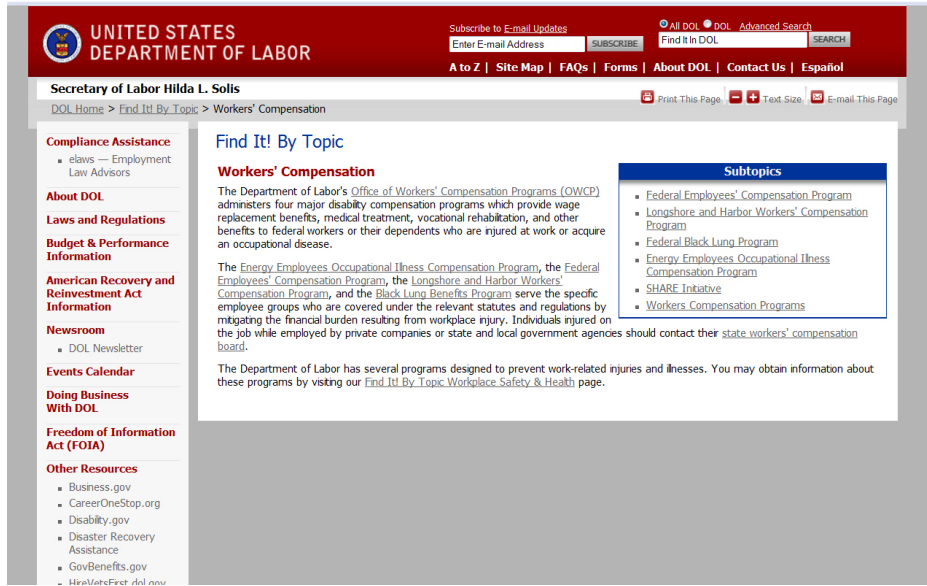 UNITED STATES
DEPARTMENT OF LABOR
Subscribe to E-mail Updates
Enter E-mail Address
SUBSCRIBE
All DOL DOL Advanced Search
Find It In DOL
SEARCH
A to Z | Site Map | FAQs | Forms | About DOL | Contact Us | Español
Secretary of Labor Hilda L. Solis
DOL Home > Find It! By Topic > Workers' Compensation
Print This Page Text Size E-mail This Page
Compliance Assistance
elaws — Employment
Law Advisors
About DOL
Laws and Regulations
Budget & Performance
Information
American Recovery and
Reinvestment Act
Information
Newsroom
DOL Newsletter
Events Calendar
Doing Business
With DOL
Freedom of Information
Act (FOIA)
Other Resources
Business.gov
CareerOneStop.org
Disability.gov
Disaster Recovery
Assistance
GovBenefits.gov
HireVetsFirst.dol.gov
Find It! By Topic
Workers' Compensation
The Department of Labor's Office of Workers' Compensation Programs (OWCP)
administers four major disability compensation programs which provide wage
replacement benefits, medical treatment, vocational rehabilitation, and other
benefits to federal workers or their dependents who are injured at work or acquire
an occupational disease.
The Energy Employees Occupational Illness Compensation Program, the Federal
Employees' Compensation Program, the Longshore and Harbor Workers'
Compensation Program, and the Black Lung Benefits Program serve the specific
employee groups who are covered under the relevant statutes and regulations by
mitigating the financial burden resulting from workplace injury. Individuals injured on
the job while employed by private companies or state and local government agencies should contact their state workers' compensation
board.
The Department of Labor has several programs designed to prevent work-related injuries and illnesses. You may obtain information about
these programs by visiting our Find It! By Topic Workplace Safety & Health page.
Subtopics
Federal Employees' Compensation Program
Longshore and Harbor Workers' Compensation
Program
Federal Black Lung Program
Energy Employees Occupational Illness
Compensation Program
SHARE Initiative
Workers Compensation Programs